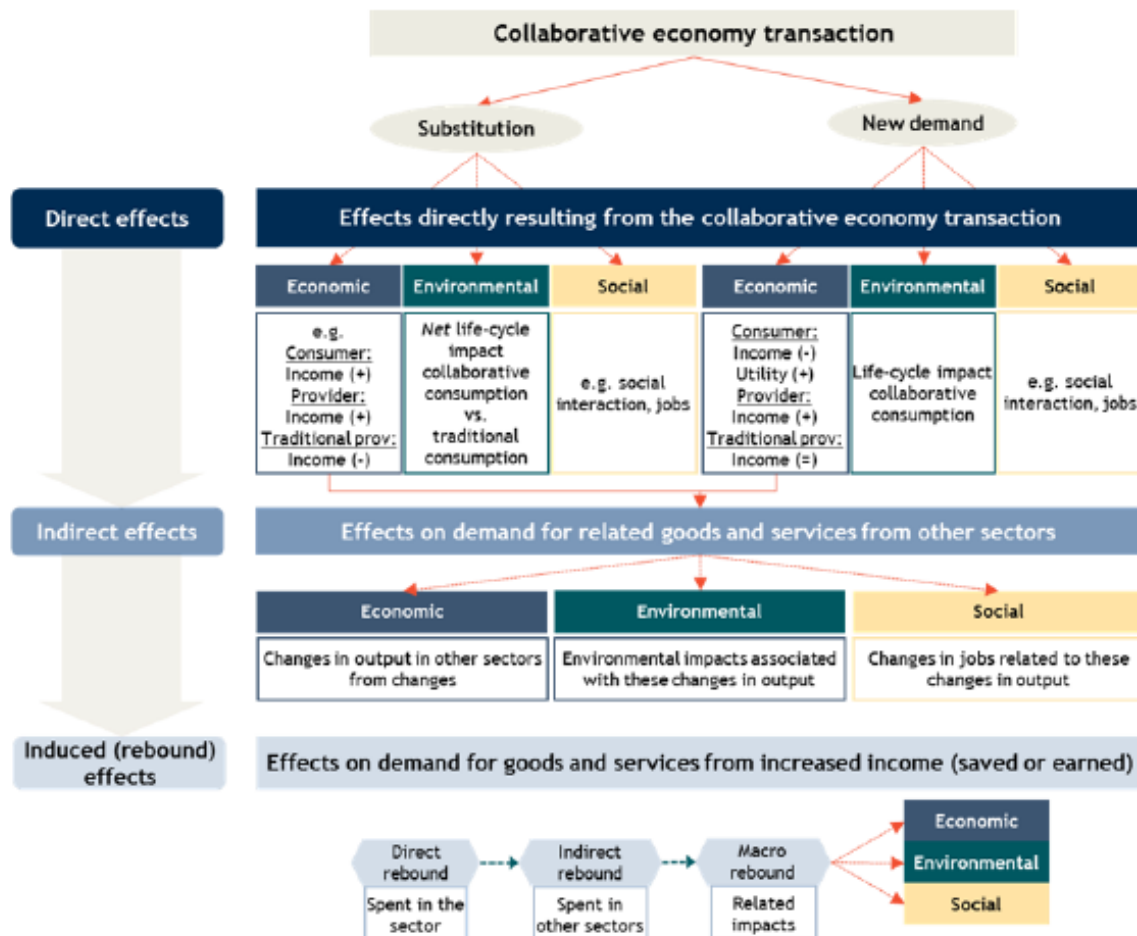 Collaborative economy transaction
Substitution
New demand
Direct effects
Effects directly resulting from the collaborative economy transaction
Economic
Environmental
Social
Economic
Environmental
Social
e.g.
Consumer:
Income (+)
Provider:
Income (+)
Traditional prov:
Income (-)
Net life-cycle
impact
collaborative
consumption
vs.
traditional
consumption
e.g. social
interaction, jobs
Consumer:
Income (-)
Utility (+)
Provider:
Income (+)
Traditional prov:
Income (=)
Life-cycle impact
collaborative
consumption
e.g. social
interaction, jobs
Indirect effects
Effects on demand for related goods and services from other sectors
Economic
Environmental
Social
Changes in output in other sectors
from changes
Environmental impacts associated
with these changes in output
Changes in jobs related to these
changes in output
Induced (rebound)
effects
Effects on demand for goods and services from increased income (saved or earned)
Direct
rebound
Spent in the
sector
Indirect
rebound
Spent in
other sectors
Macro
rebound
Related
impacts
Economic
Environmental
Social